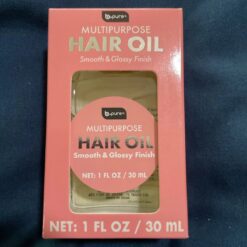 b.pure
MULTIPURPOSE
HAIR OIL
Smooth & Glossy Finish
b.pure
MULTIPURPOSE
HAIR OIL
Smooth & Glossy Finish
NET: 1 FL OZ / 30 mL
NET: 1 FL OZ / 30 mL